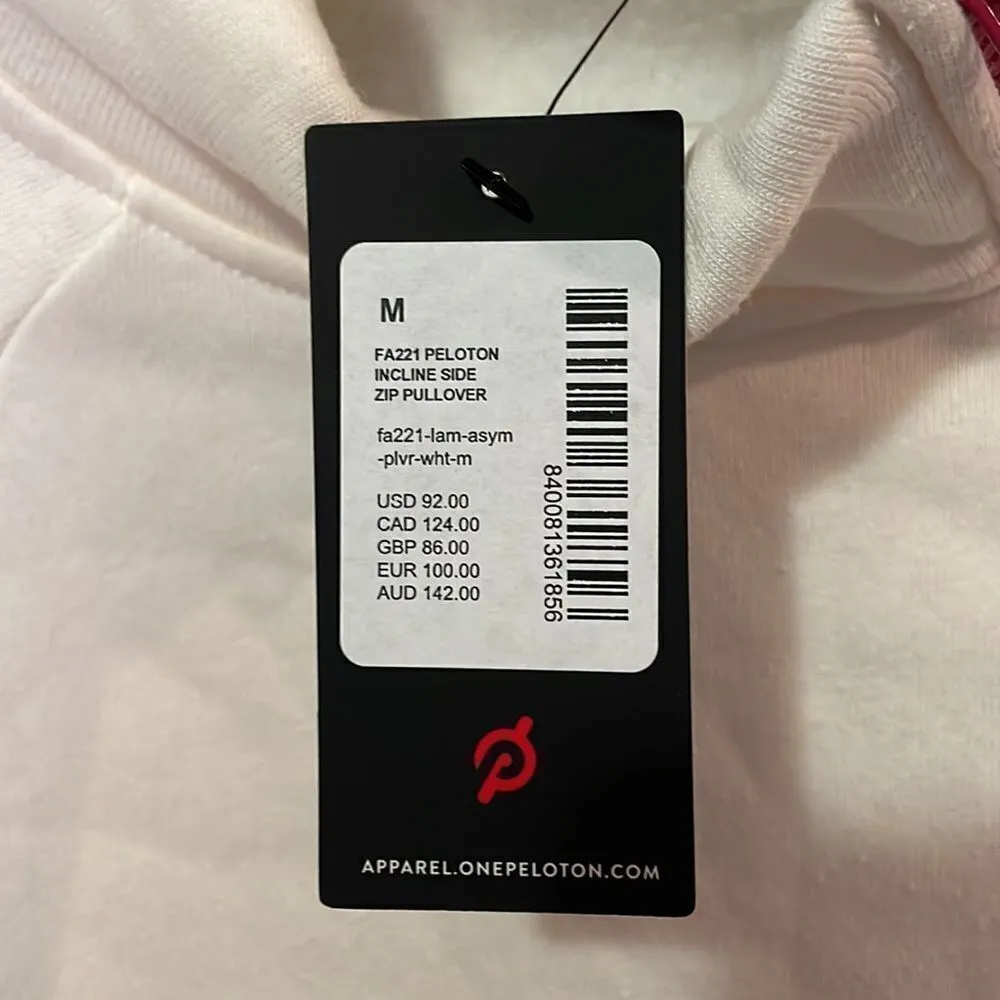 M
FA221 PELOTON
INCLINE SIDE
ZIP PULLOVER
fa221-lam-asym
-plvr-wht-m
USD 92.00
CAD 124.00
GBP 86.00
EUR 100.00
AUD 142.00
840081361856
APPAREL.ONEPELOTON.COM